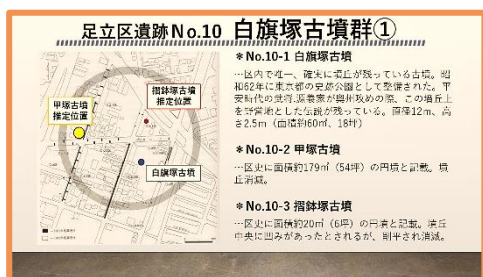 足立区遺跡No.10 白旗塚古墳群①
甲塚古墳
推定位置
摺鉢塚古墳
推定位置
白旗塚古墳
＊No.10-1 白旗古墳
…区内で唯一、確実に墳丘が残っている古墳。昭
和62年に東京都の史跡公園として整備された。平
安時代の武将、源義家が奥州攻めの際、この墳丘上
を野営地とした伝説が残っている。直径12m、高
さ2.5m（面積約60㎡、18坪）
＊No.10-2 甲塚古墳
…区史に面積約179㎡（54坪）の円墳と記載。墳
丘消滅。
＊No.10-3 摺鉢塚古墳
…区史に面積約20㎡（6坪）の円墳と記載。墳丘
中央に凹みがあったとされるが、削平され消滅。